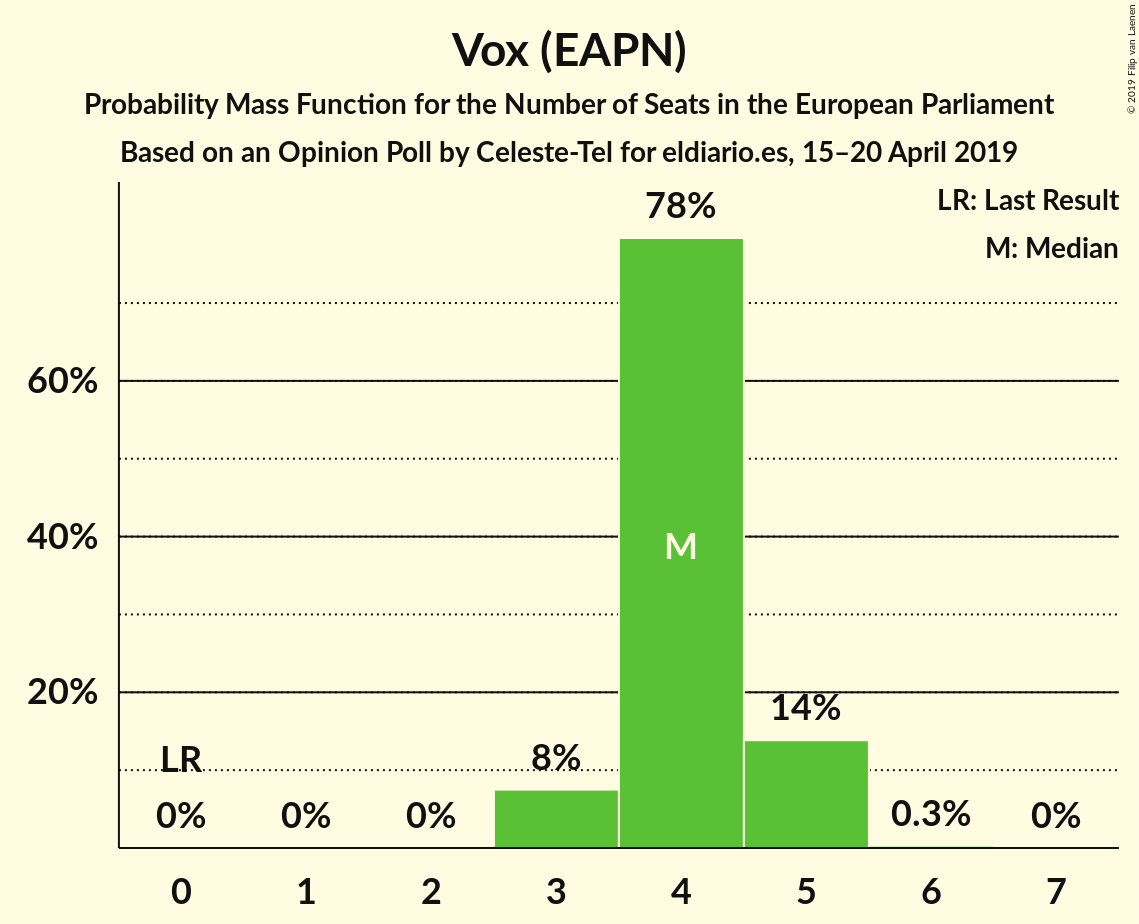 Vox (EAPN)
Probability Mass Function for the Number of Seats in the European Parliament
Based on an Opinion Poll by Celeste-Tel for eldiario.es, 15–20 April 2019
© 2019 Filip van Laenen
LR: Last Result
M: Median
78%
60%
40%
M
20%
14%
LR
8%
0%
0%
0%
0.3%
0%
0
1
2
3
4
5
6
7